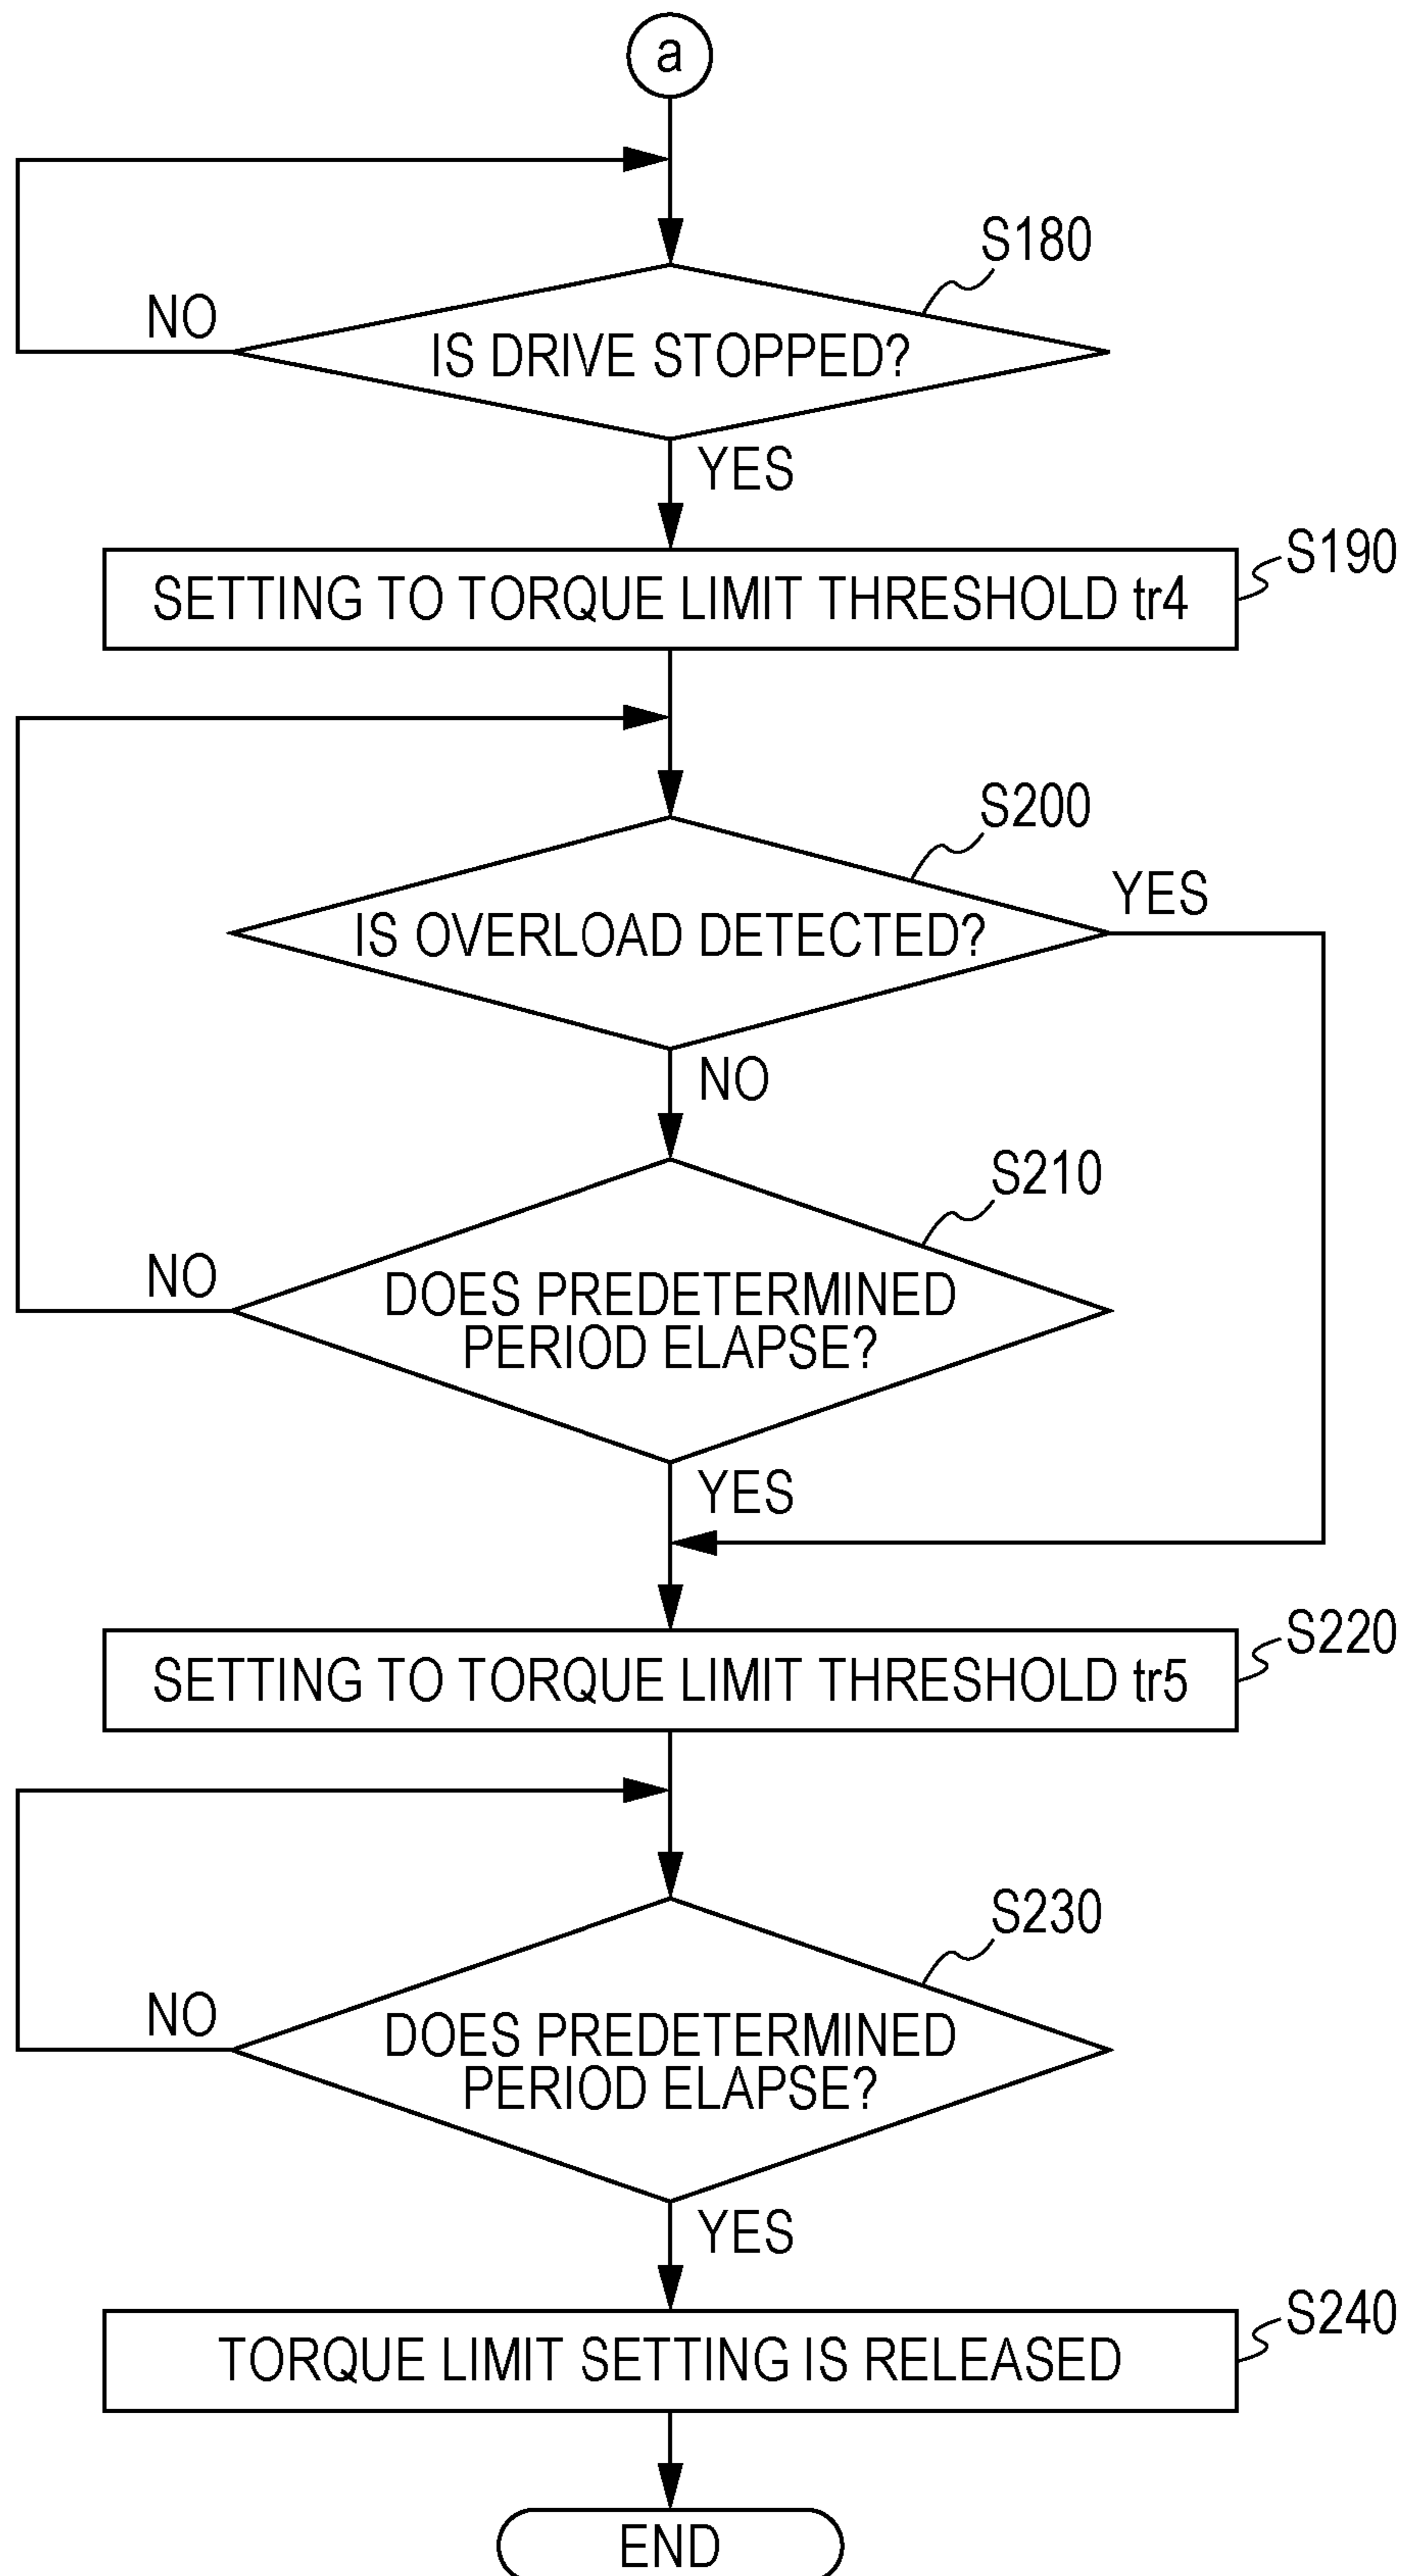 a
S180
NO
IS DRIVE STOPPED?
YES
S190
SETTING TO TORQUE LIMIT THRESHOLD tr4
S200
YES
IS OVERLOAD DETECTED?
NO
S210
NO
DOES PREDETERMINED
PERIOD ELAPSE?
YES
S220
SETTING TO TORQUE LIMIT THRESHOLD tr5
S230
NO
DOES PREDETERMINED
PERIOD ELAPSE?
YES
S240
TORQUE LIMIT SETTING IS RELEASED
END